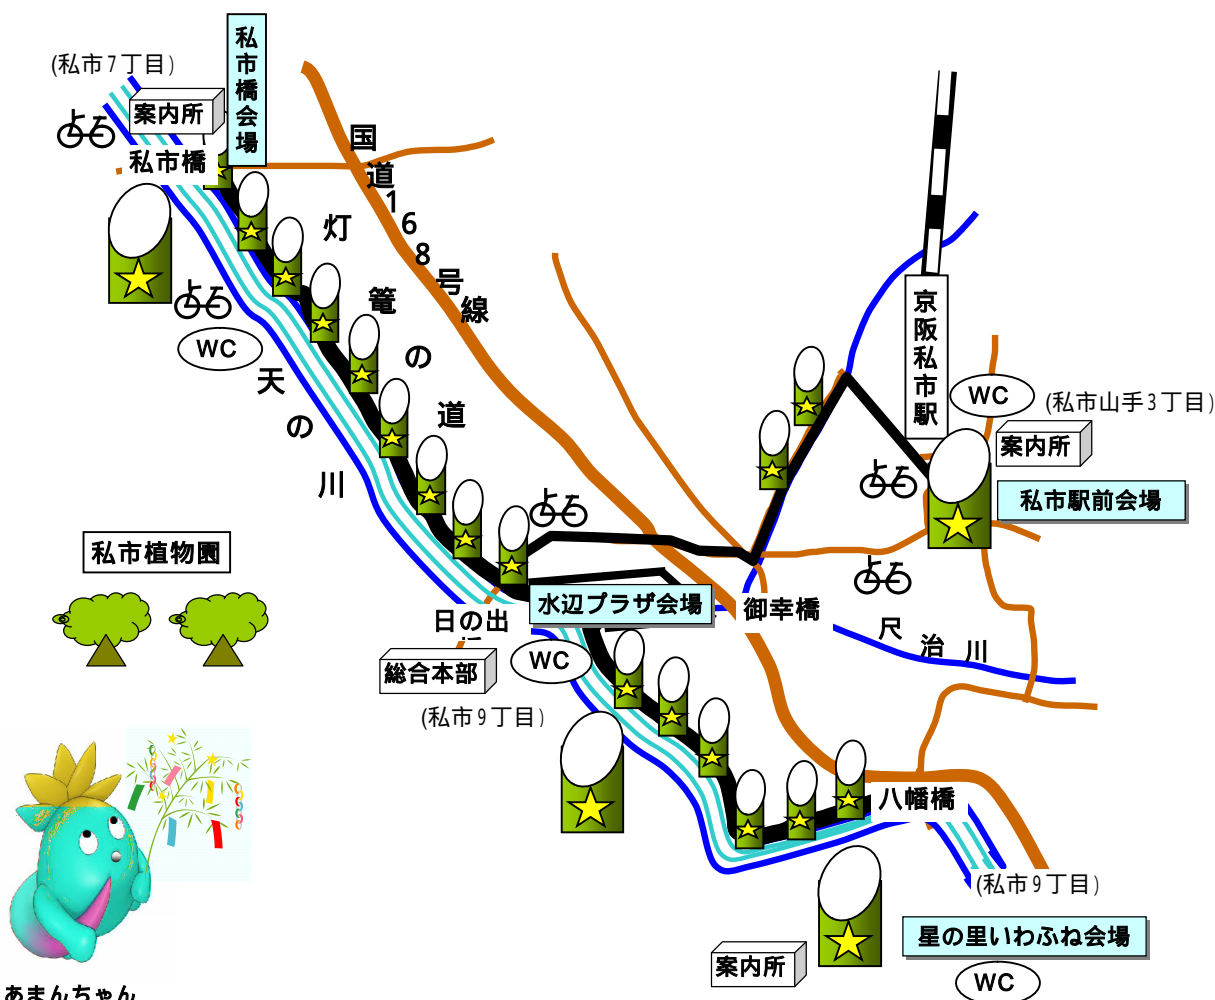 (私市7丁目)
私市橋会場
案内所
私市橋
国道168号線
灯篭の道
WC
天の川
京阪私市駅
WC
(私市山手3丁目)
案内所
私市駅前会場
私市植物園
水辺プラザ会場
御幸橋
日の出
尺治川
WC
総合本部
(私市9丁目)
八幡橋
(私市9丁目)
星の里いわふね会場
案内所
WC
あまんちゃん